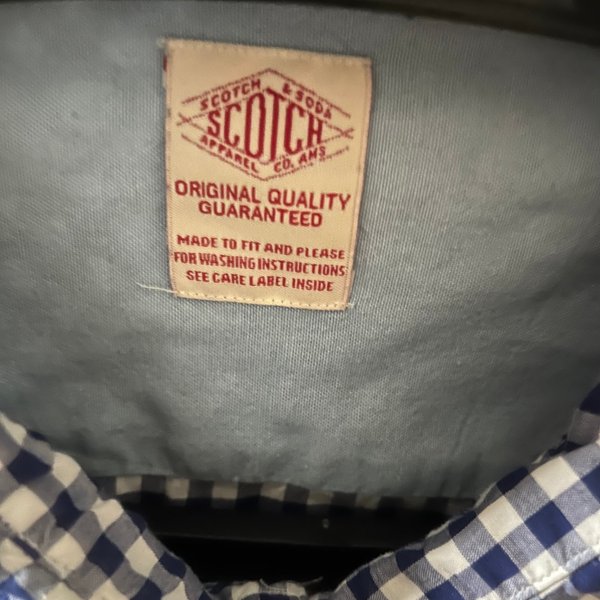 SCOTCH & SODA
SCOTCH
APPAREL CO. AMS
ORIGINAL QUALITY
GUARANTEED
MADE TO FIT AND PLEASE
FOR WASHING INSTRUCTIONS
SEE CARE LABEL INSIDE